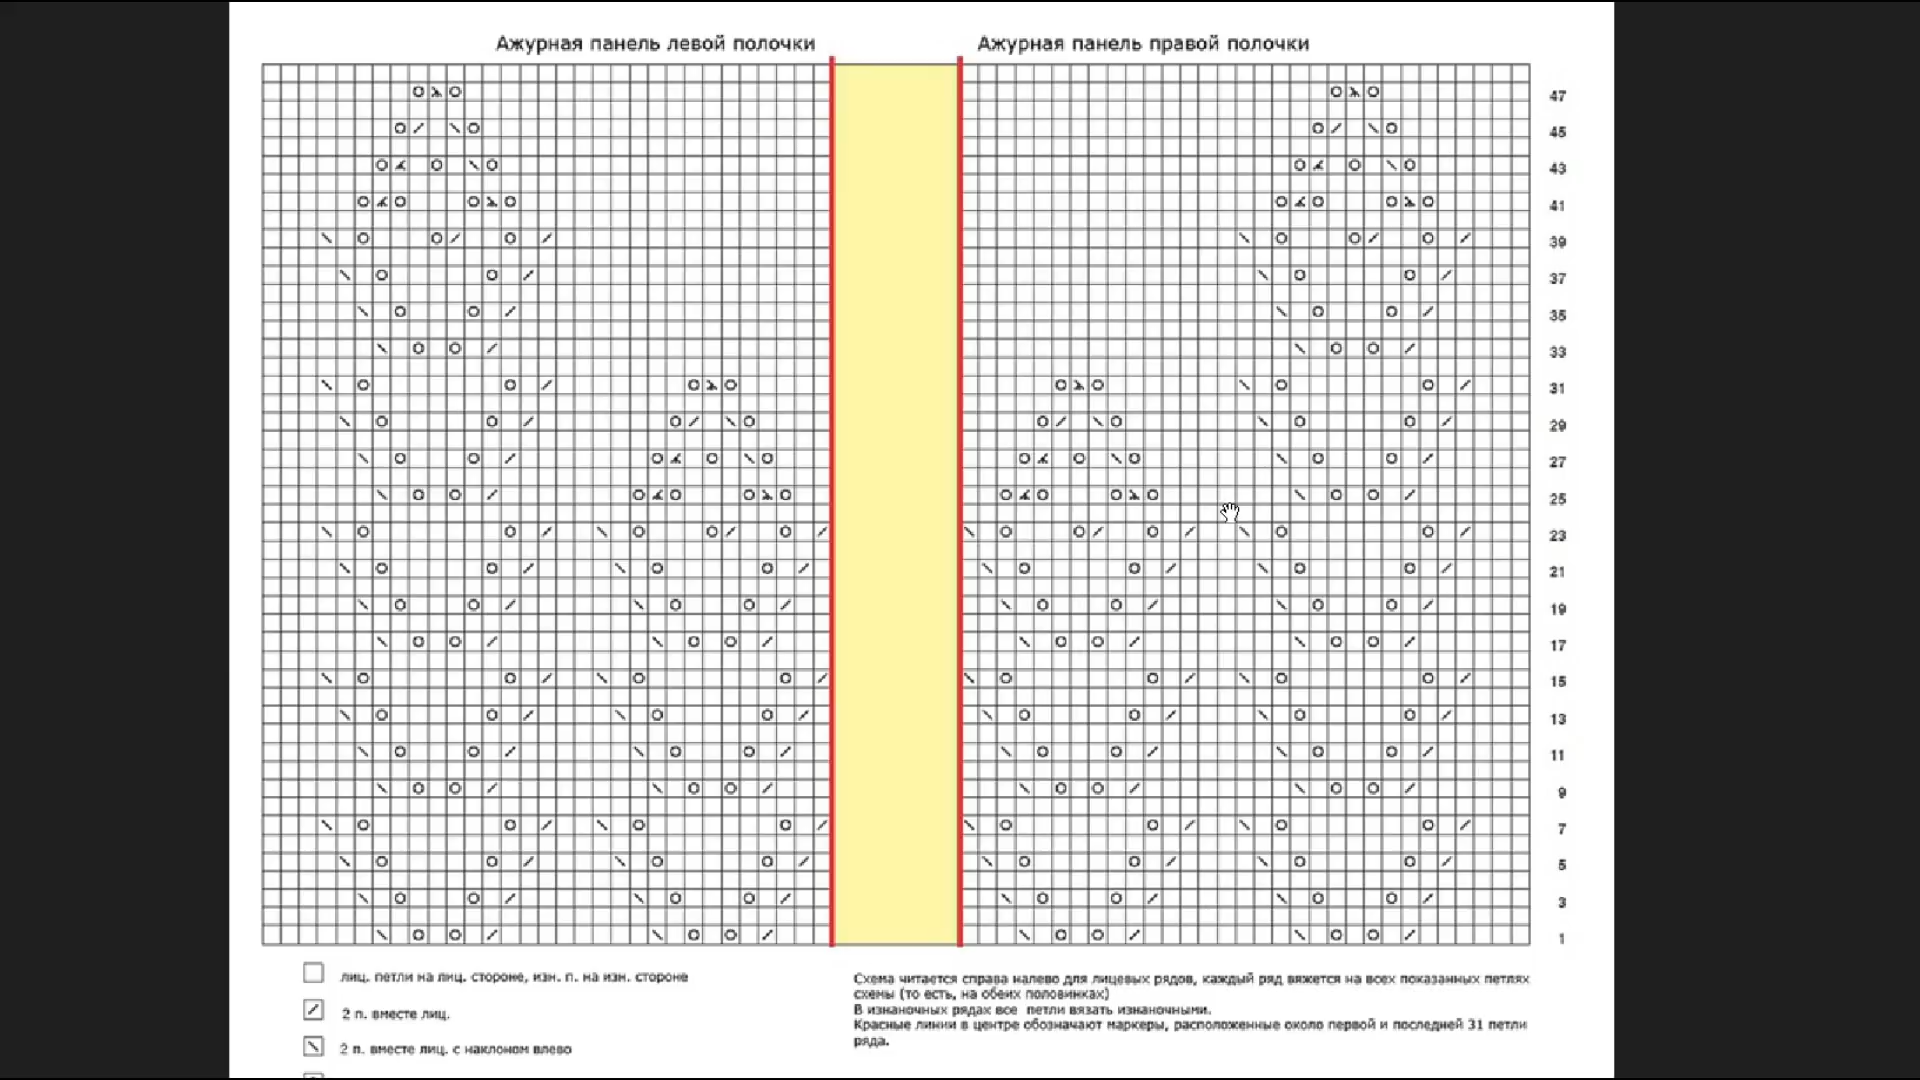 Ажурная панель левой полочки
Ажурная панель правой полочки
47
45
43
41
39
37
35
33
31
29
27
25
23
21
19
17
15
13
11
9
7
5
3
1
лиц. петли на лиц. стороне, изн. п. на изн. стороне
2 п. вместе лиц.
2 п. вместе лиц. с наклоном влево
Схема читается справа налево для лицевых рядов, каждый ряд вяжется на всех показанных петлях
схемы (то есть, на обеих половинках)
В изнаночных рядах все петли вязать изнаночными.
Красные линии в центре обозначают маркеры, расположенные около первой и последней 31 петли
ряда.